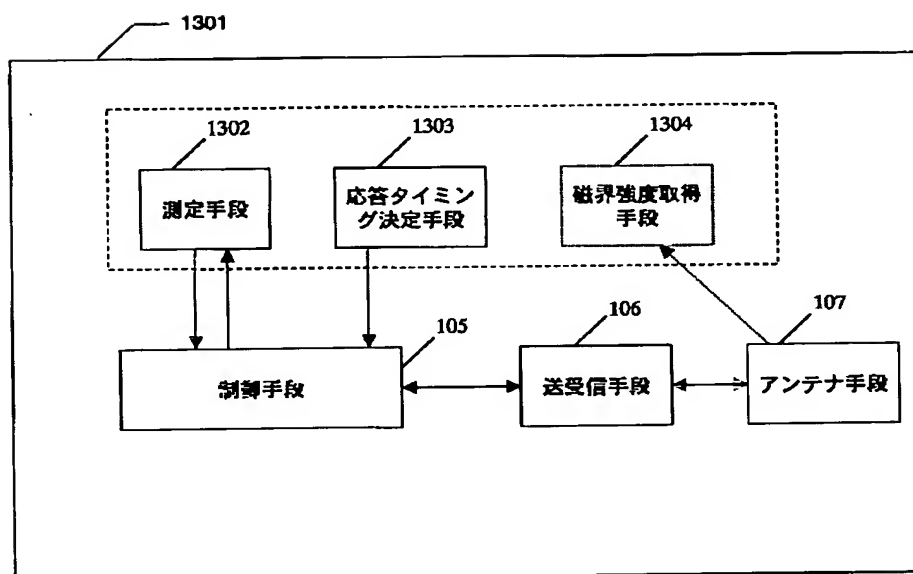 1301
1302
1303
1304
測定手段
応答タイミン
グ決定手段
磁界強度取得
手段
105
106
107
制御手段
送受信手段
アンテナ手段